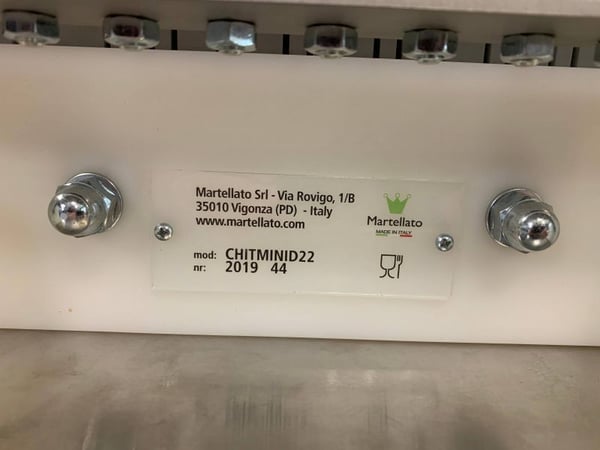 Martellato Srl - Via Rovigo, 1/B
35010 Vigonza (PD) - Italy
www.martellato.com
Martellato
MADE IN ITALY
mod: CHITMINID22
nr: 2019 44